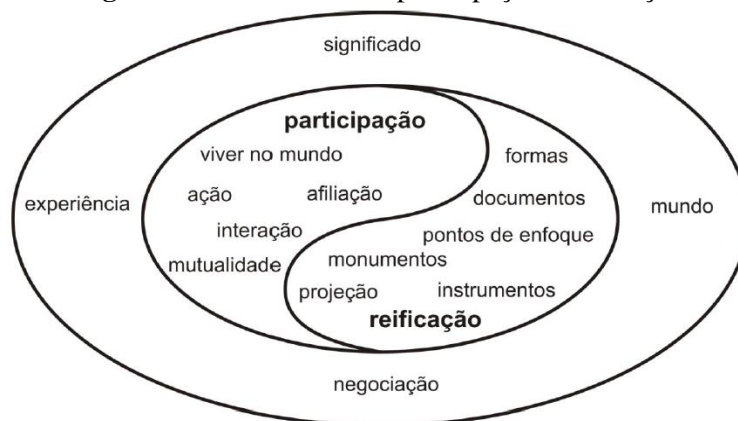 significado
participação
viver no mundo
formas
ação
afiliação
documentos
experiência
mundo
interação
pontos de enfoque
mutualidade
monumentos
projeção
instrumentos
reificação
negociação